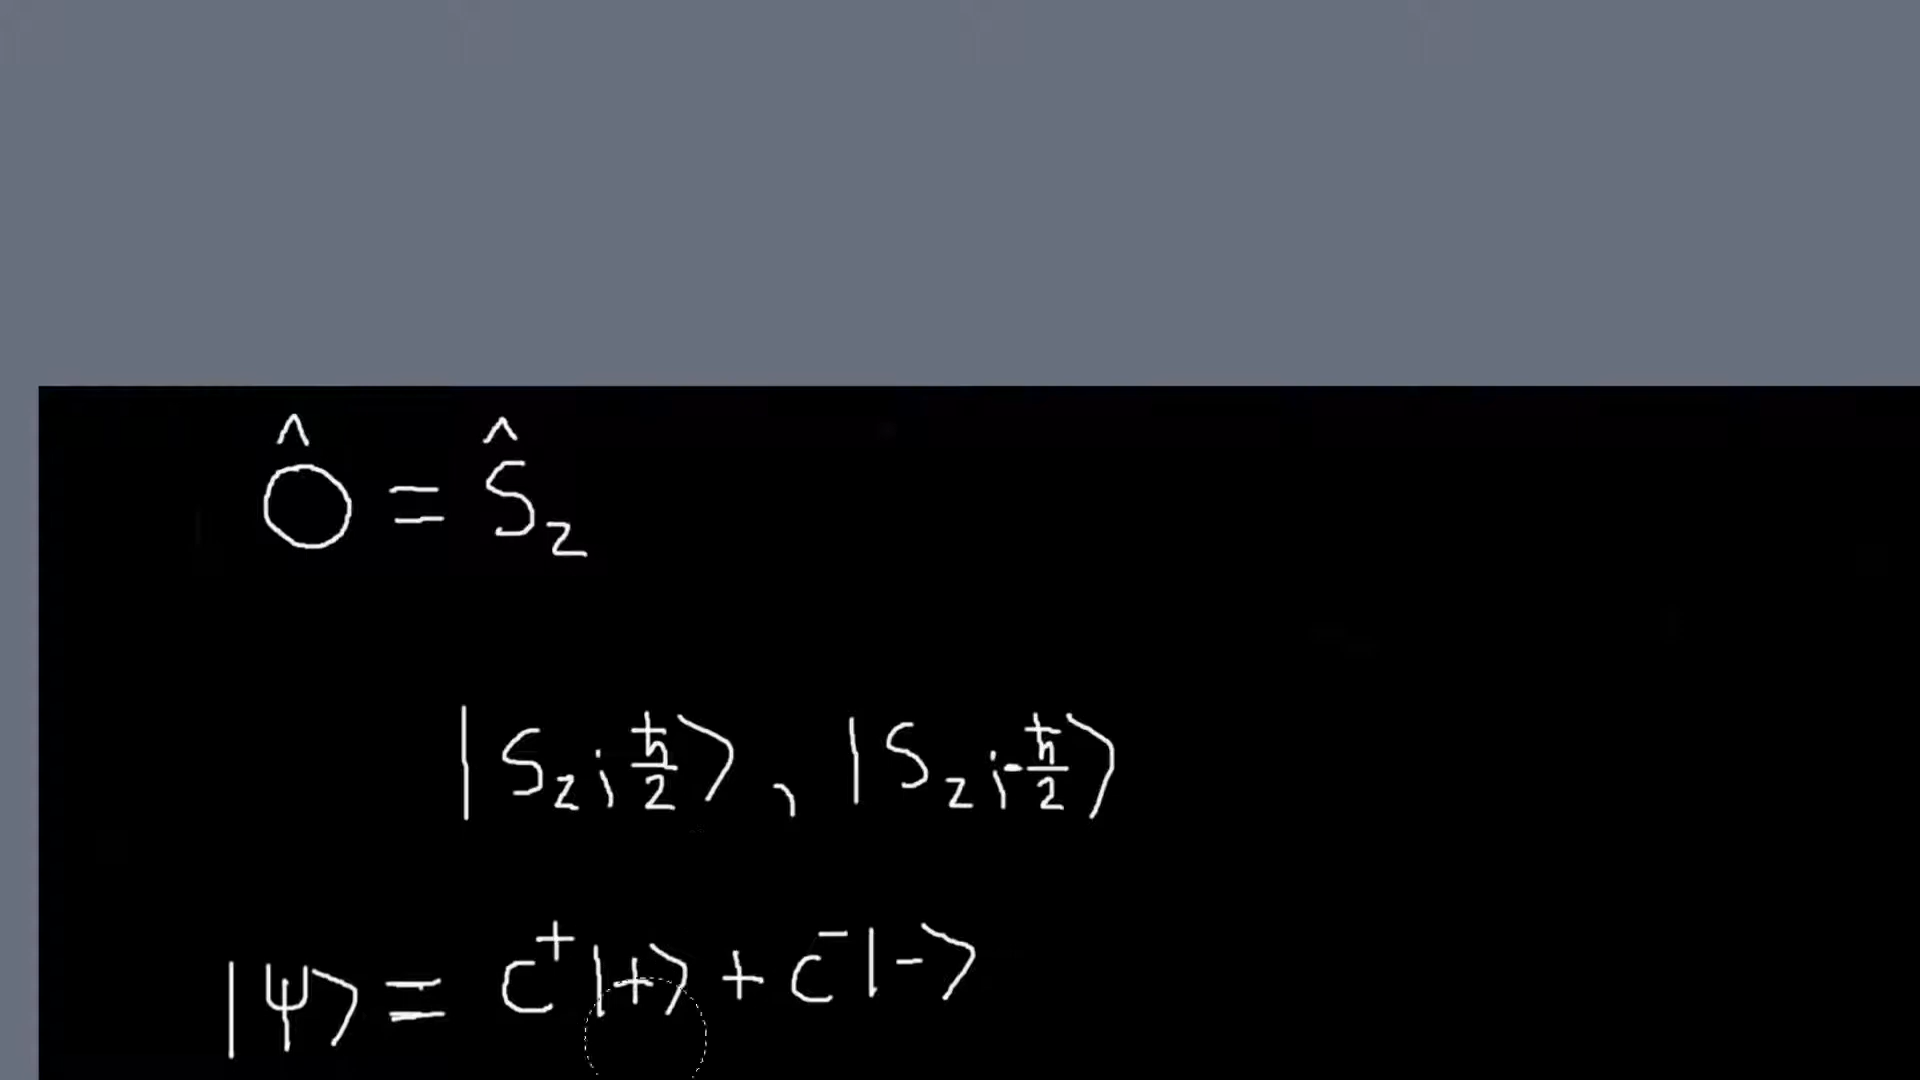 Ô = Ŝ_z
|S_z; ħ/2⟩, |S_z; -ħ/2⟩
|ψ⟩ = c⁺|+⟩ + c⁻|-⟩